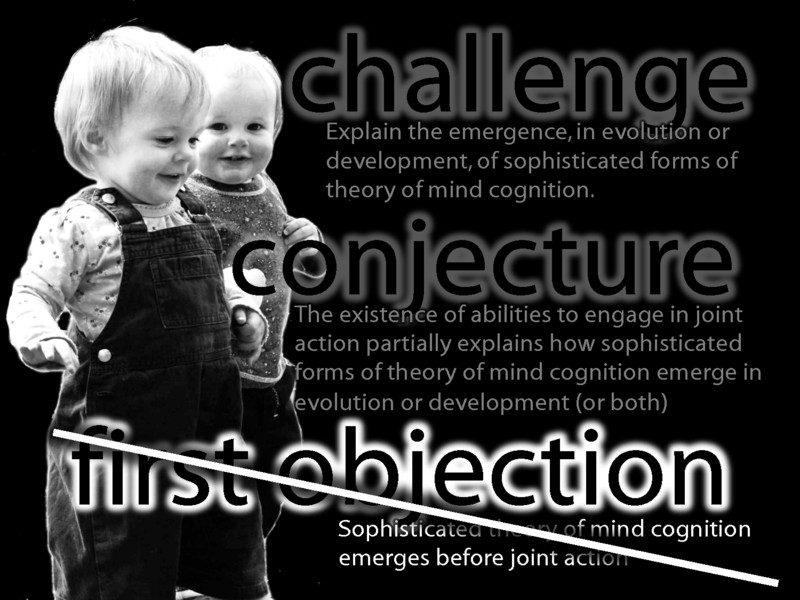 challenge
Explain the emergence, in evolution or
development, of sophisticated forms of
theory of mind cognition.
conjecture
The existence of abilities to engage in joint
action partially explains how sophisticated
forms of theory of mind cognition emerge in
evolution or development (or both)
first objection
Sophisticated theory of mind cognition
emerges before joint action